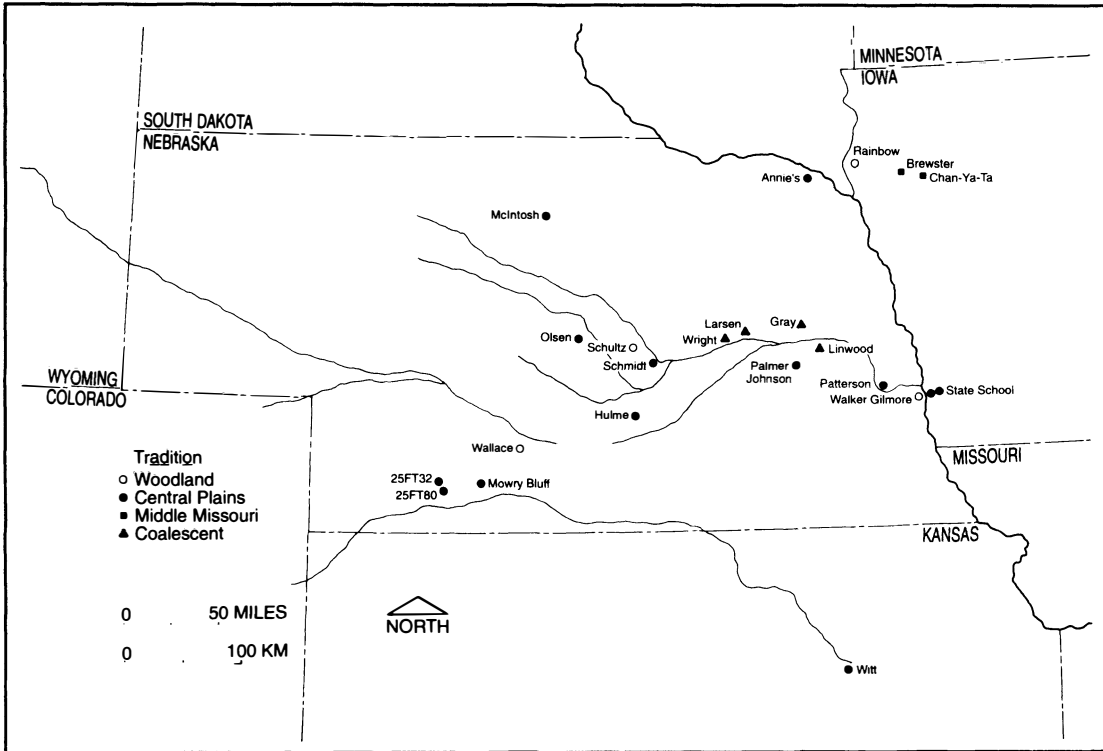 MINNESOTA
IOWA
SOUTH DAKOTA
NEBRASKA
Rainbow
Brewster
Chan-Ya-Ta
Annie's
McIntosh
Larsen
Gray
Olsen
Wright
Schultz
Linwood
Schmidt
Palmer
Johnson
WYOMING
COLORADO
Patterson
State School
Walker Gilmore
Hulme
Wallace
MISSOURI
Tradition
Woodland
25FT32
Mowry Bluff
Central Plains
25FT80
Middle Missouri
Coalescent
KANSAS
0 50 MILES
NORTH
0 100 KM
Witt